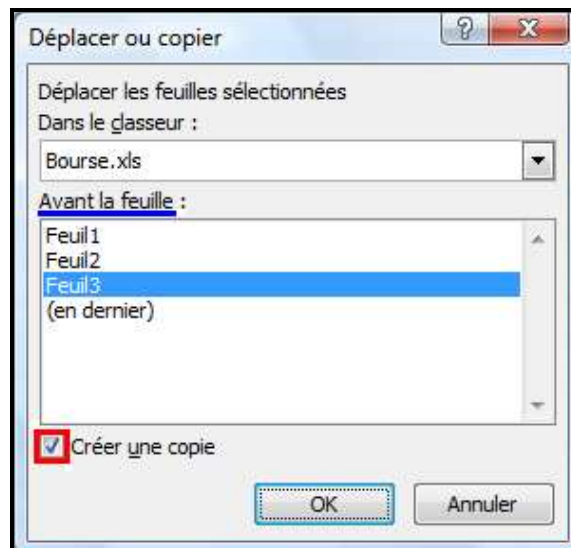 Déplacer ou copier
Déplacer les feuilles sélectionnées
Dans le classeur :
Bourse.xls
Avant la feuille :
Feuil1
Feuil2
Feuil3
(en dernier)
Créer une copie
OK Annuler